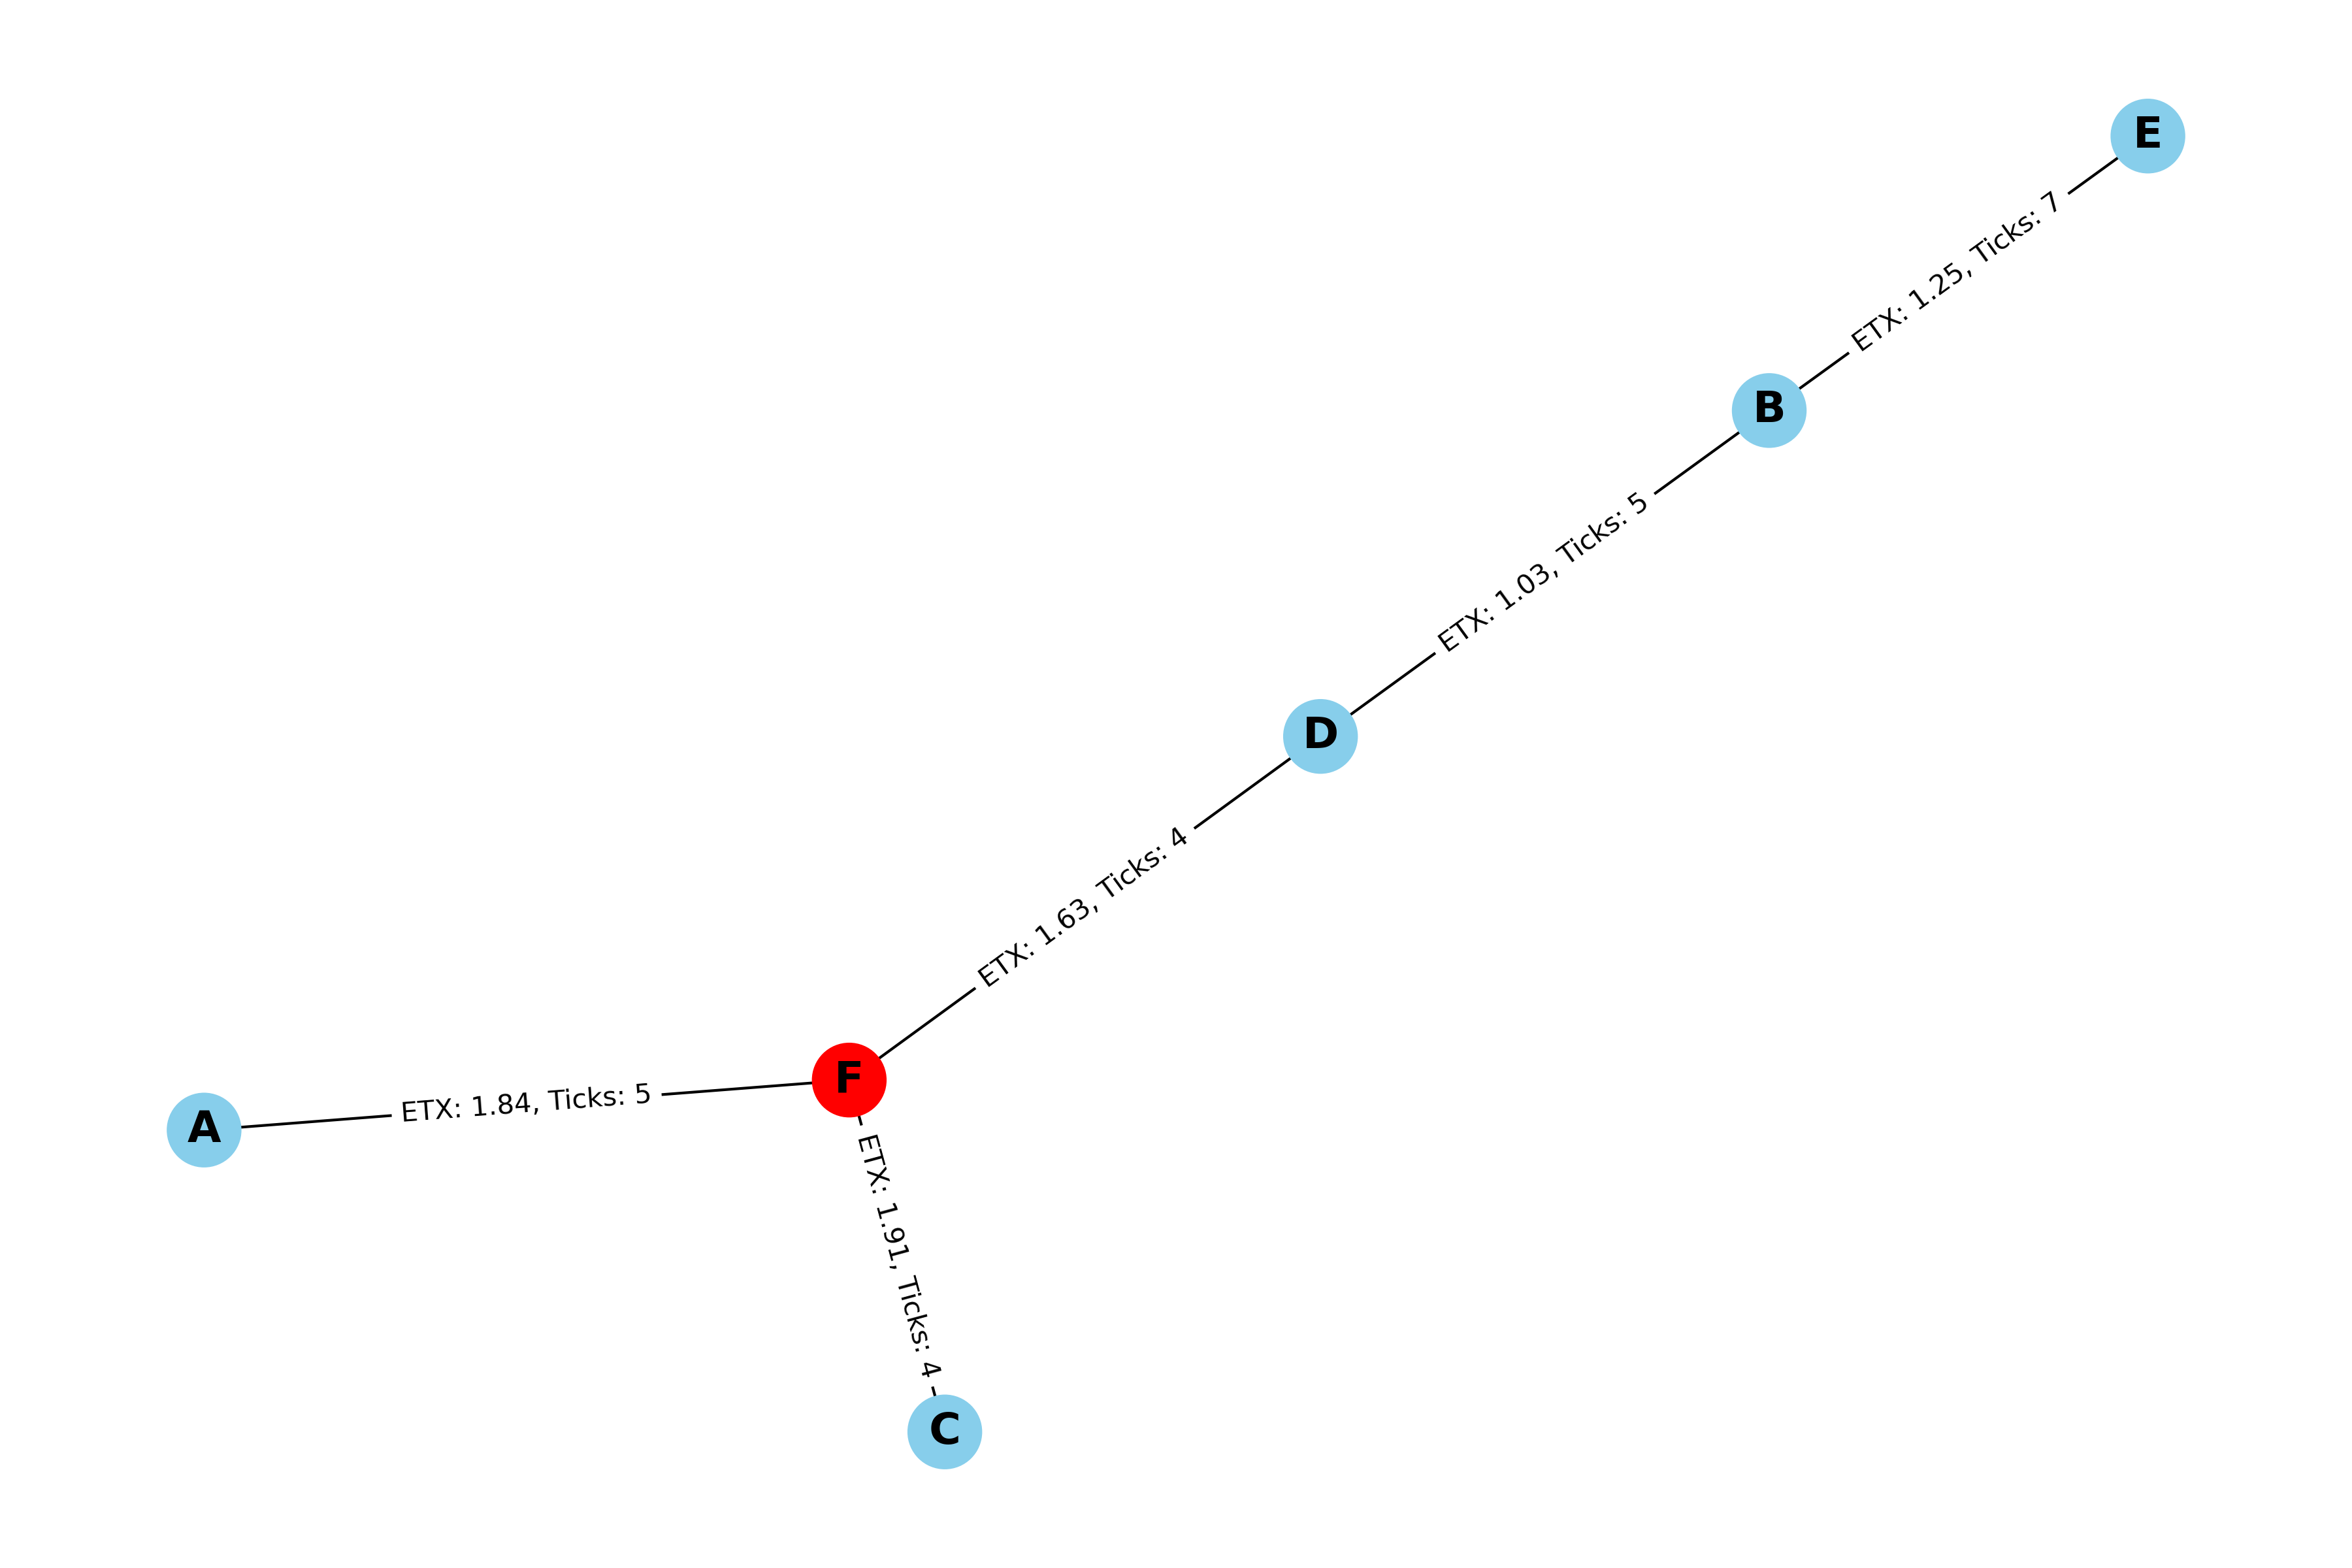 E
ETX: 1.25, Ticks: 7
B
ETX: 1.03, Ticks: 5
D
ETX: 1.63, Ticks: 4
F
ETX: 1.84, Ticks: 5
A
ETX: 1.91, Ticks: 4
C